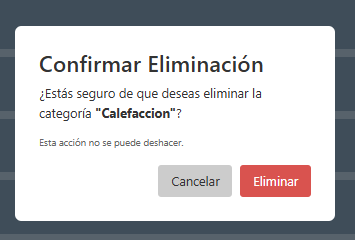 Confirmar Eliminación
¿Estás seguro de que deseas eliminar la
categoría "Calefaccion"?
Esta acción no se puede deshacer.
Cancelar
Eliminar